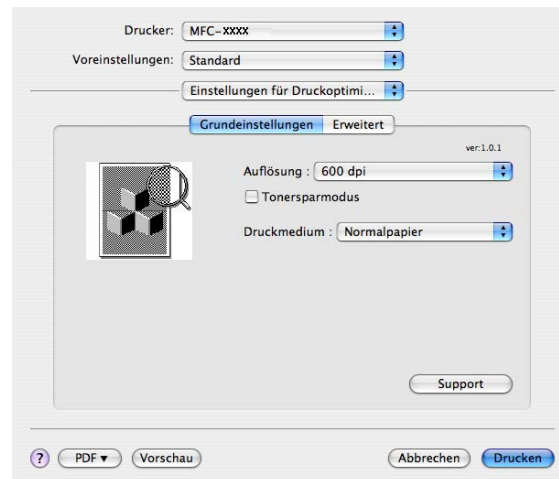 Drucker: MFC-XXXX
Voreinstellungen: Standard
Einstellungen für Druckoptimi...
Grundeinstellungen Erweitert
ver:1.0.1
Auflösung : 600 dpi
Tonersparmodus
Druckmedium : Normalpapier
Support
? PDF ▾ Vorschau Abbrechen Drucken